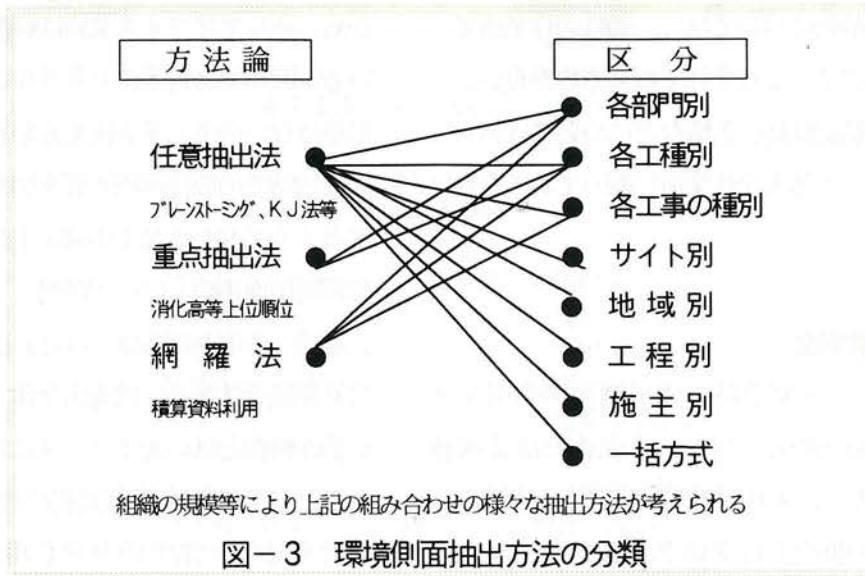 方法論
区分
各部門別
任意抽出法
各工種別
ブレーンストーミング、ＫＪ法等
各工事の種別
重点抽出法
サイト別
消化高等上位順位
地域別
網羅法
工程別
積算資料利用
施主別
一括方式
組織の規模等により上記の組み合わせの様々な抽出方法が考えられる
図－３ 環境側面抽出方法の分類